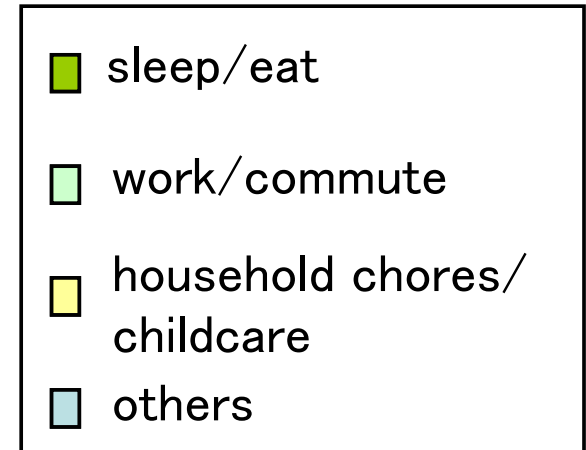 sleep/eat
work/commute
household chores/
childcare
others